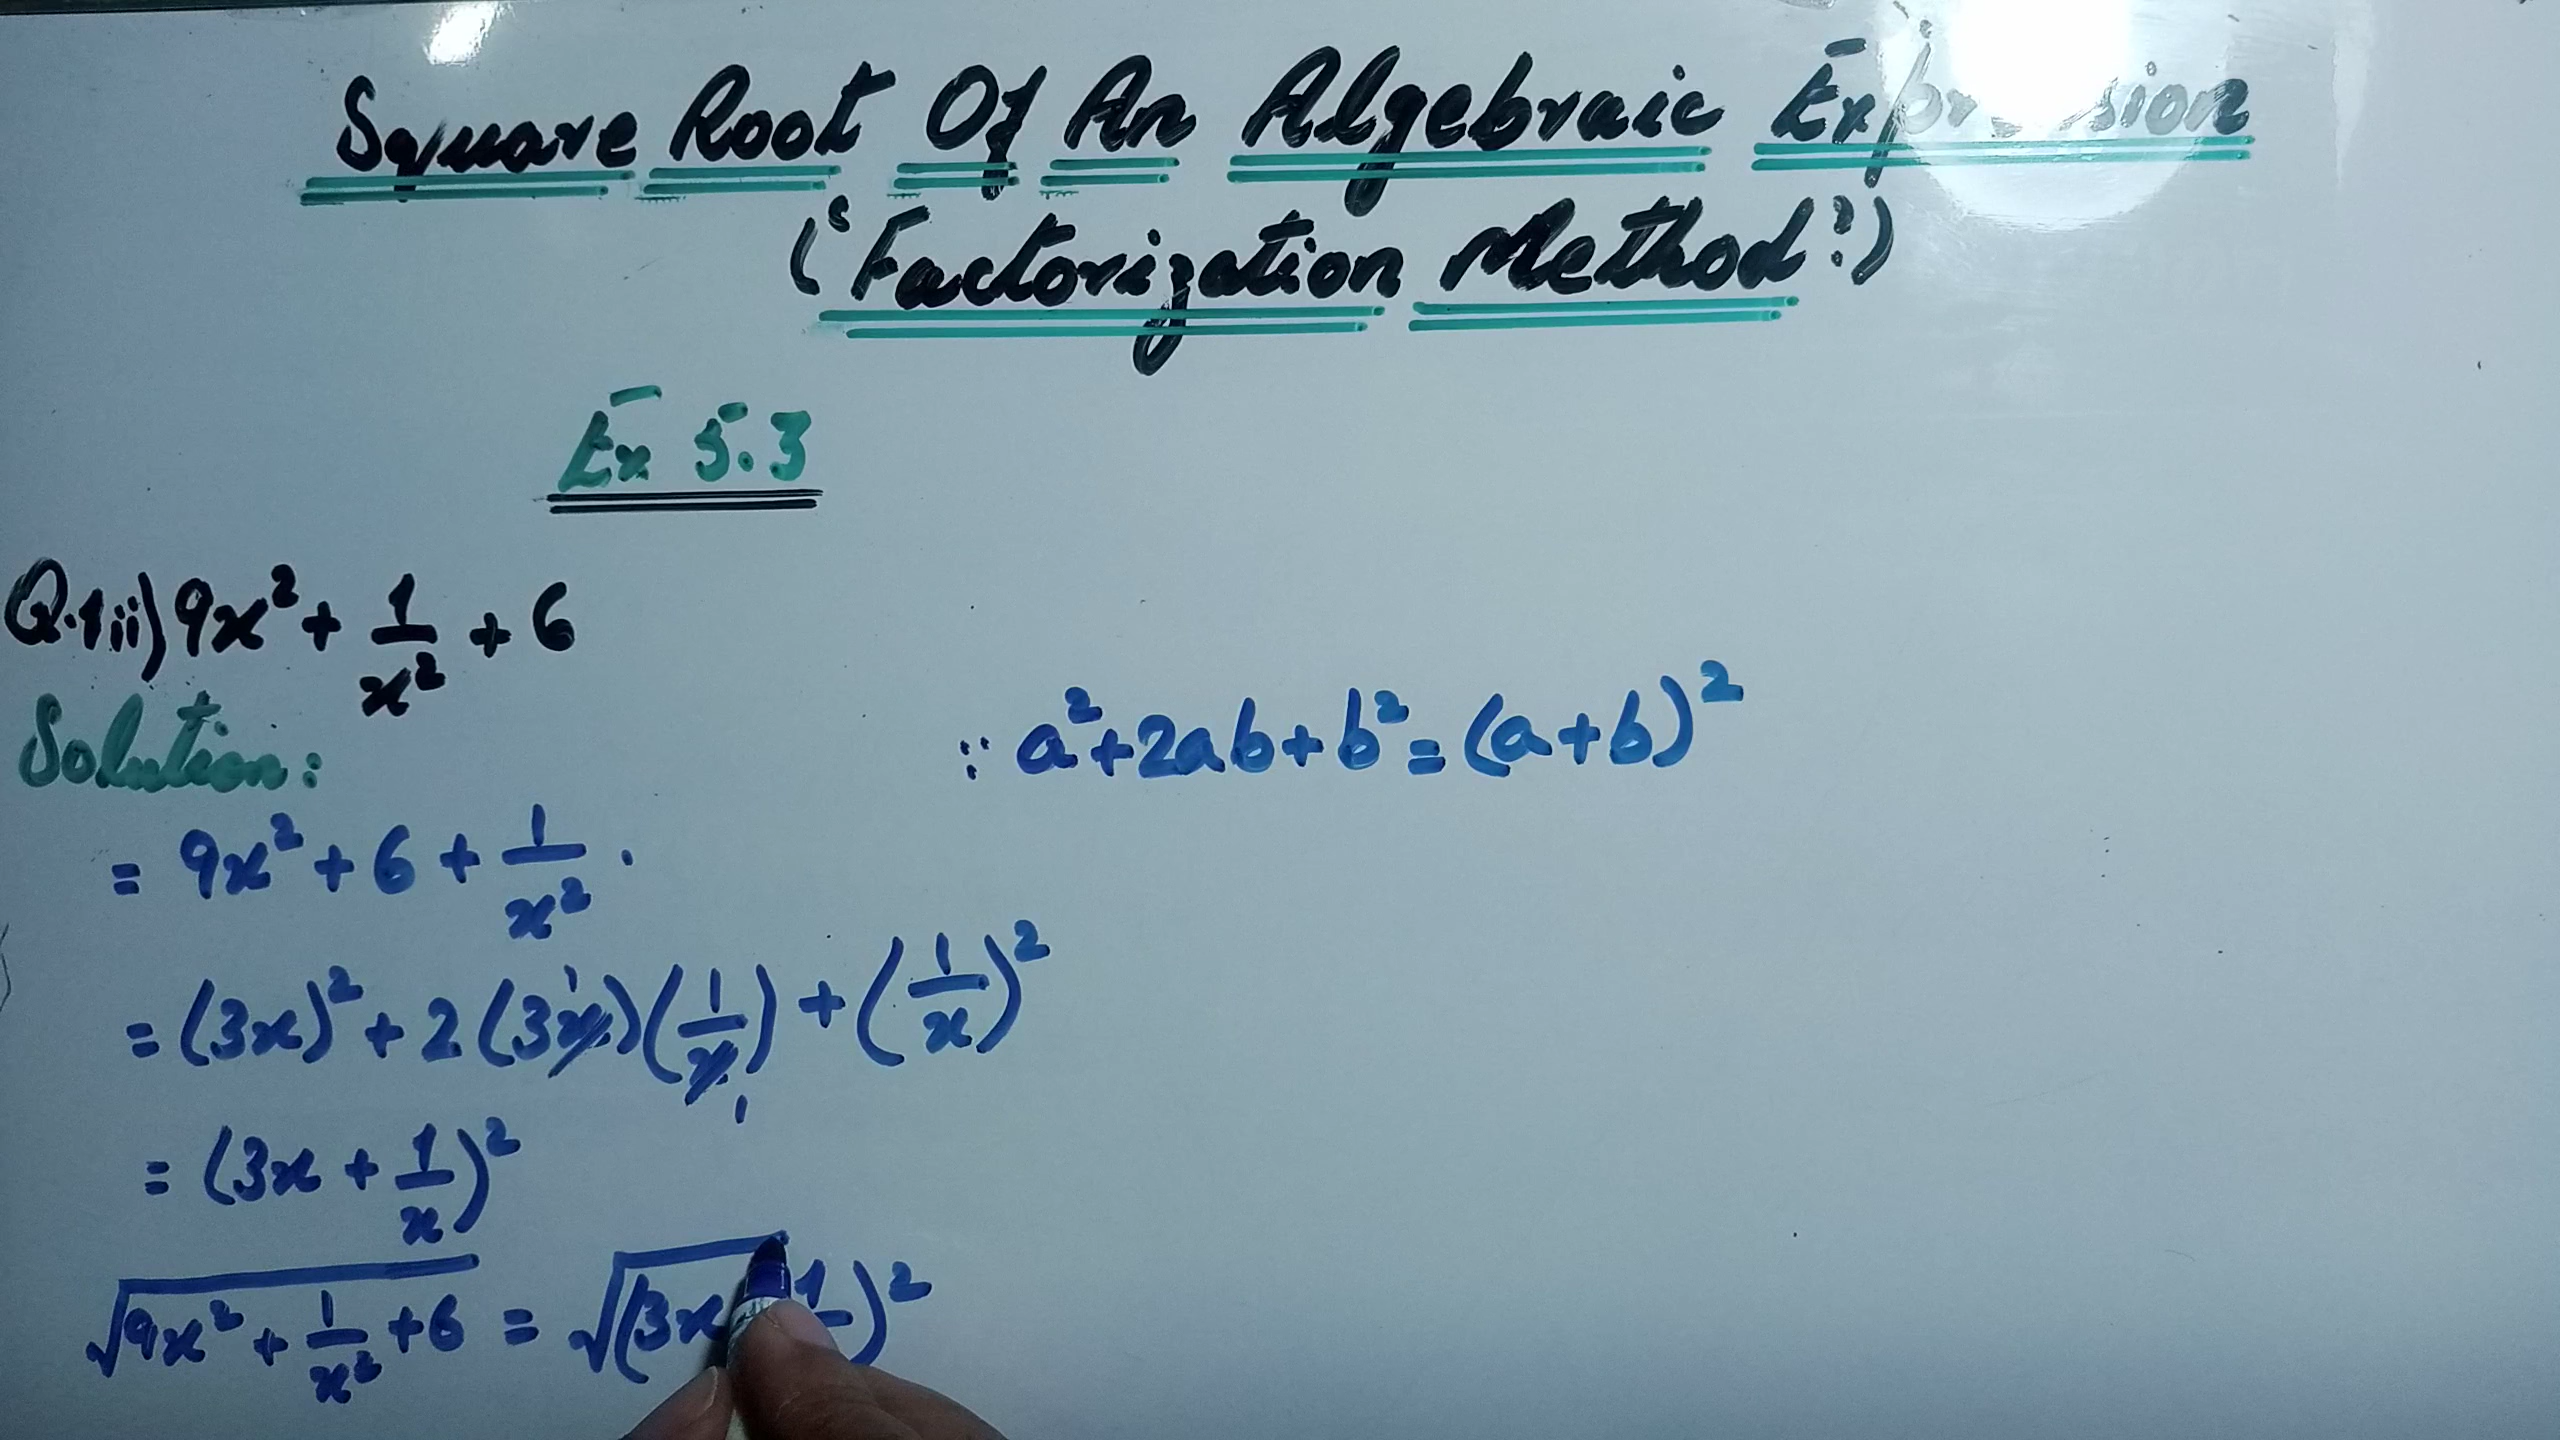 Square Root Of An Algebraic Expression
("Factorization Method")
Ex 5.3
Q.1ii) 9x² + 1/x² + 6
Solution:
∵ a²+2ab+b² = (a+b)²
= 9x² + 6 + 1/x².
= (3x)² + 2(3x)(1/x) + (1/x)²
= (3x + 1/x)²
√(9x² + 1/x² + 6) = √(3x 1/ )²